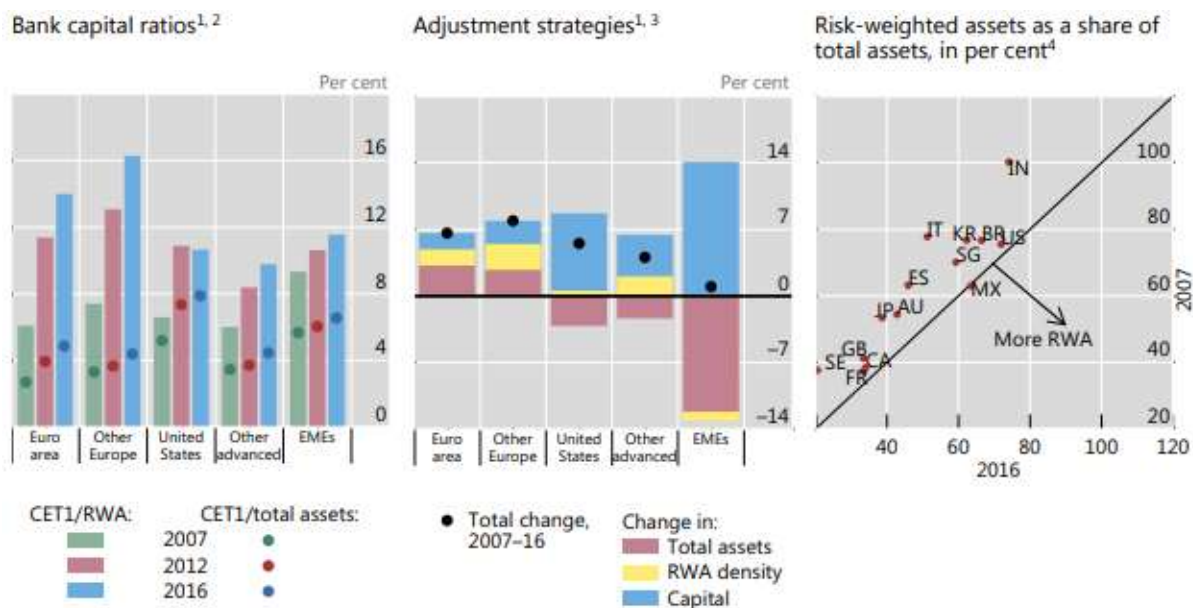 Bank capital ratios1, 2
Per cent
16
12
8
4
0
Euro area
Other Europe
United States
Other advanced
EMEs
CET1/RWA:
CET1/total assets:
2007
2012
2016
Adjustment strategies1, 3
Per cent
14
7
0
–7
–14
Euro area
Other Europe
United States
Other advanced
EMEs
Total change,
2007–16
Change in:
Total assets
RWA density
Capital
Risk-weighted assets as a share of
total assets, in per cent4
100
80
60
40
20
2007
IN
IT
KR
BR
US
SG
ES
MX
JP
AU
More RWA
GB
SE
CA
FR
40
60
80
100
120
2016